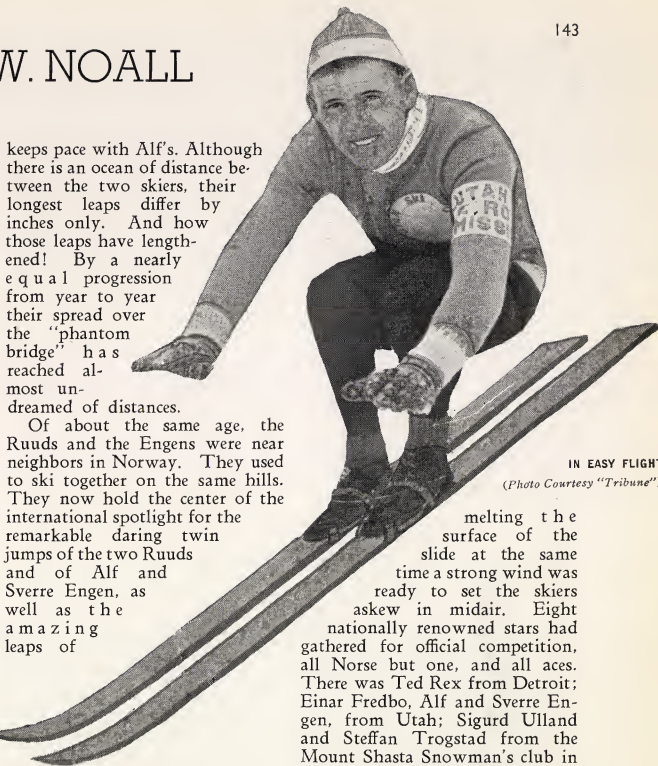 143
W. NOALL
keeps pace with Alf's. Although
there is an ocean of distance be-
tween the two skiers, their
longest leaps differ by
inches only. And how
those leaps have length-
ened! By a nearly
equal progression
from year to year
their spread over
the "phantom
bridge" has
reached al-
most un-
dreamed of distances.
Of about the same age, the
Ruuds and the Engens were near
neighbors in Norway. They used
to ski together on the same hills.
They now hold the center of the
international spotlight for the
remarkable daring twin
jumps of the two Ruuds
and of Alf and
Sverre Engen, as
well as the
amazing
leaps of
UTAH
SKI
IN EASY FLIGHT
(Photo Courtesy "Tribune")
melting the
surface of the
slide at the same
time a strong wind was
ready to set the skiers
askew in midair. Eight
nationally renowned stars had
gathered for official competition,
all Norse but one, and all aces.
There was Ted Rex from Detroit;
Einar Fredbo, Alf and Sverre En-
gen, from Utah; Sigurd Ulland
and Steffan Trogstad from the
Mount Shasta Snowman's club in